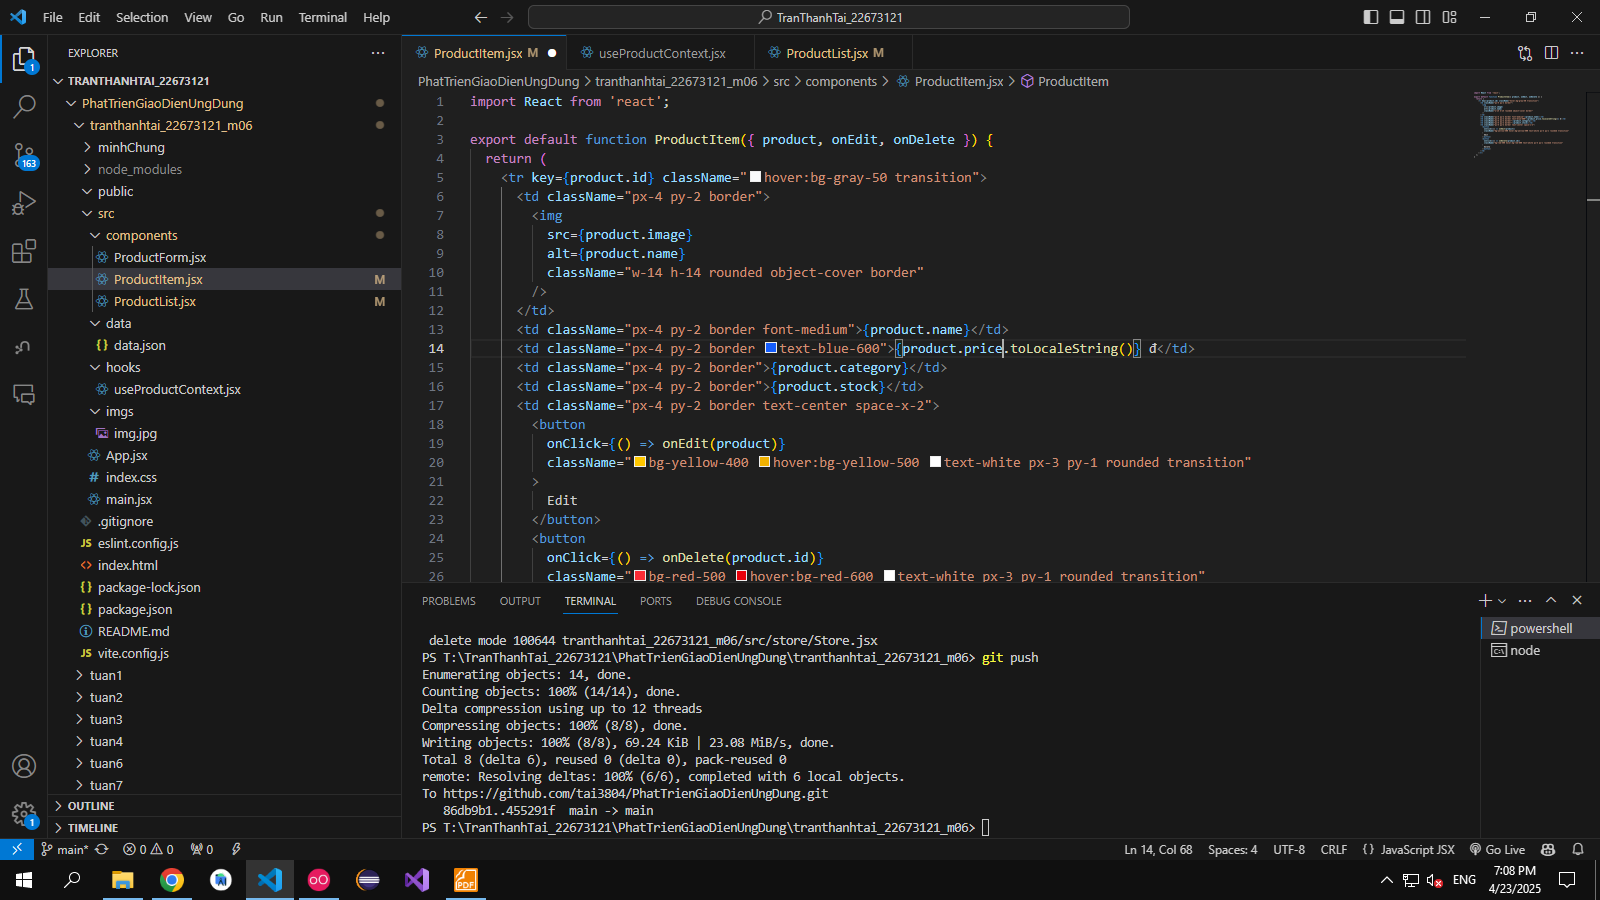 File Edit Selection View Go Run Terminal Help
TranThanhTai_22673121
EXPLORER
TRANTHANHTAI_22673121
PhatTrienGiaoDienUngDung
tranthanhtai_22673121_m06
minhChung
node_modules
public
src
components
ProductForm.jsx
ProductItem.jsx M
ProductList.jsx M
data
data.json
hooks
useProductContext.jsx
imgs
img.jpg
App.jsx
index.css
main.jsx
.gitignore
eslint.config.js
index.html
package-lock.json
package.json
README.md
vite.config.js
tuan1
tuan2
tuan3
tuan4
tuan6
tuan7
OUTLINE
TIMELINE
ProductItem.jsx M useProductContext.jsx ProductList.jsx M
PhatTrienGiaoDienUngDung > tranthanhtai_22673121_m06 > src > components > ProductItem.jsx > ProductItem
1 import React from 'react';
2
3 export default function ProductItem({ product, onEdit, onDelete }) {
4 return (
5 <tr key={product.id} className="hover:bg-gray-50 transition">
6 <td className="px-4 py-2 border">
7 <img
8 src={product.image}
9 alt={product.name}
10 className="w-14 h-14 rounded object-cover border"
11 />
12 </td>
13 <td className="px-4 py-2 border font-medium">{product.name}</td>
14 <td className="px-4 py-2 border text-blue-600">{product.price.toLocaleString()} đ</td>
15 <td className="px-4 py-2 border">{product.category}</td>
16 <td className="px-4 py-2 border">{product.stock}</td>
17 <td className="px-4 py-2 border text-center space-x-2">
18 <button
19 onClick={() => onEdit(product)}
20 className="bg-yellow-400 hover:bg-yellow-500 text-white px-3 py-1 rounded transition"
21 >
22 Edit
23 </button>
24 <button
25 onClick={() => onDelete(product.id)}
26 className="bg-red-500 hover:bg-red-600 text-white px-3 py-1 rounded transition"
PROBLEMS OUTPUT TERMINAL PORTS DEBUG CONSOLE
delete mode 100644 tranthanhtai_22673121_m06/src/store/Store.jsx
PS T:\TranThanhTai_22673121\PhatTrienGiaoDienUngDung\tranthanhtai_22673121_m06> git push
Enumerating objects: 14, done.
Counting objects: 100% (14/14), done.
Delta compression using up to 12 threads
Compressing objects: 100% (8/8), done.
Writing objects: 100% (8/8), 69.24 KiB | 23.08 MiB/s, done.
Total 8 (delta 6), reused 0 (delta 0), pack-reused 0
remote: Resolving deltas: 100% (6/6), completed with 6 local objects.
To https://github.com/tai3804/PhatTrienGiaoDienUngDung.git
86db9b1..455291f main -> main
PS T:\TranThanhTai_22673121\PhatTrienGiaoDienUngDung\tranthanhtai_22673121_m06>
powershell
node
1
163
1
main* 0 0 0
Ln 14, Col 68 Spaces: 4 UTF-8 CRLF {} JavaScript JSX Go Live
PDF
ENG
7:08 PM
4/23/2025